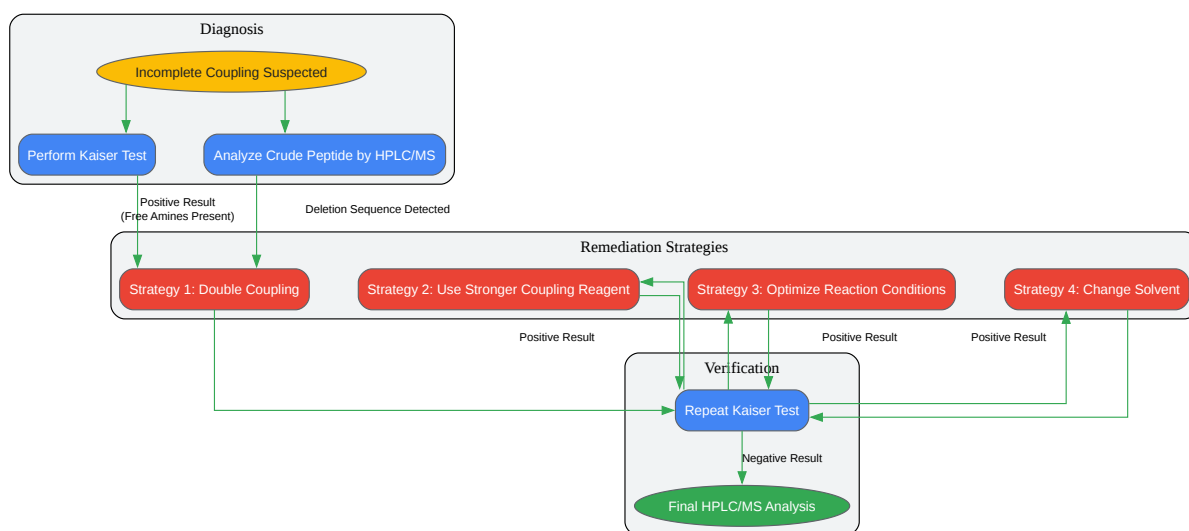 Diagnosis
Incomplete Coupling Suspected
Perform Kaiser Test
Analyze Crude Peptide by HPLC/MS
Positive Result
(Free Amines Present)
Deletion Sequence Detected
Remediation Strategies
Strategy 1: Double Coupling
Strategy 2: Use Stronger Coupling Reagent
Strategy 3: Optimize Reaction Conditions
Strategy 4: Change Solvent
Positive Result
Positive Result
Positive Result
Verification
Repeat Kaiser Test
Negative Result
Final HPLC/MS Analysis